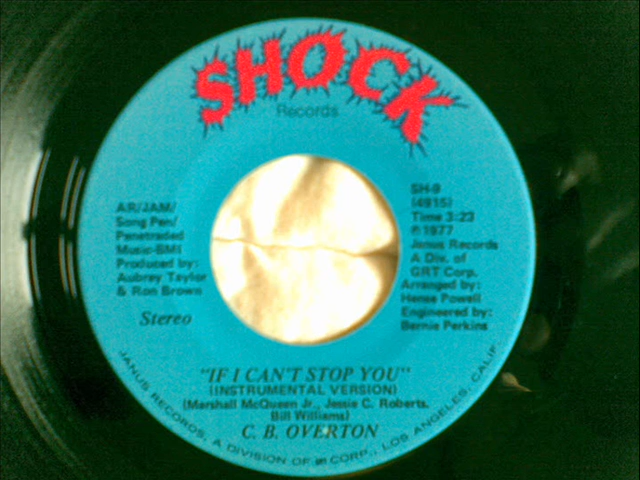 SHOCK
Records
AR/JAM/
Song Pen/
Penetraded
Music-BMI
Produced by:
Aubrey Taylor
& Ron Brown
Stereo
SH-9
(4915)
Time 3:23
℗1977
Janus Records
A Div. of
GRT Corp.
Arranged by:
Hense Powell
Engineered by:
Bernie Perkins
"IF I CAN'T STOP YOU"
(INSTRUMENTAL VERSION)
(Marshall McQueen Jr., Jessie C. Roberts,
Bill Williams)
C. B. OVERTON
JANUS RECORDS, A DIVISION OF CORP., LOS ANGELES, CALIF.